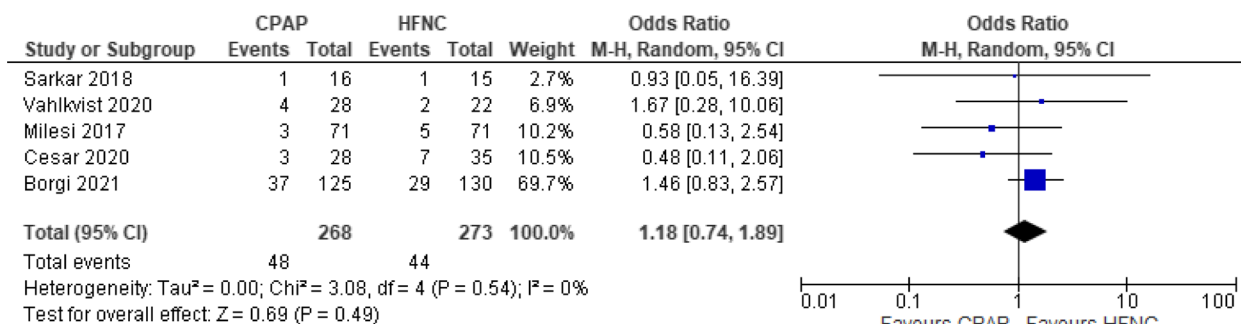 CPAP HFNC Odds Ratio Odds Ratio
Study or Subgroup Events Total Events Total Weight M-H, Random, 95% CI M-H, Random, 95% CI
Sarkar 2018 1 16 1 15 2.7% 0.93 [0.05, 16.39]
Vahlkvist 2020 4 28 2 22 6.9% 1.67 [0.28, 10.06]
Milesi 2017 3 71 5 71 10.2% 0.58 [0.13, 2.54]
Cesar 2020 3 28 7 35 10.5% 0.48 [0.11, 2.06]
Borgi 2021 37 125 29 130 69.7% 1.46 [0.83, 2.57]
Total (95% CI) 268 273 100.0% 1.18 [0.74, 1.89]
Total events 48 44
Heterogeneity: Tau² = 0.00; Chi² = 3.08, df = 4 (P = 0.54); I² = 0%
Test for overall effect: Z = 0.69 (P = 0.49)
0.01 0.1 1 10 100
Favours CPAP Favours HFNC